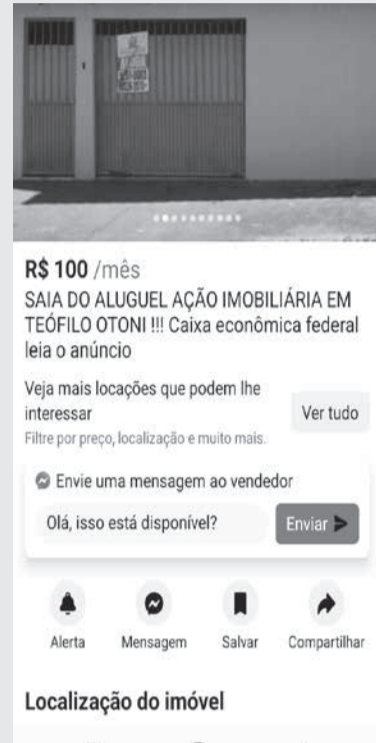 R$ 100 /mês
SAIA DO ALUGUEL AÇÃO IMOBILIÁRIA EM
TEÓFILO OTONI !!! Caixa econômica federal
leia o anúncio
Veja mais locações que podem lhe
interessar
Ver tudo
Filtre por preço, localização e muito mais.
Envie uma mensagem ao vendedor
Olá, isso está disponível?
Enviar
Alerta
Mensagem
Salvar
Compartilhar
Localização do imóvel